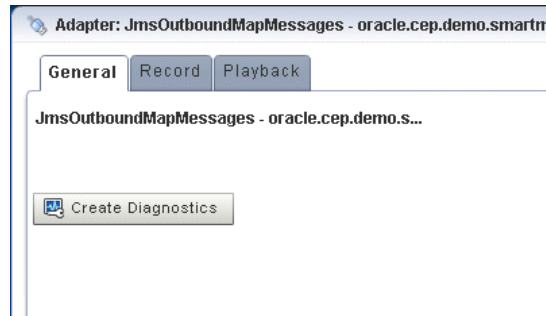 Adapter: JmsOutboundMapMessages - oracle.cep.demo.smartm
General Record Playback
JmsOutboundMapMessages - oracle.cep.demo.s...
Create Diagnostics